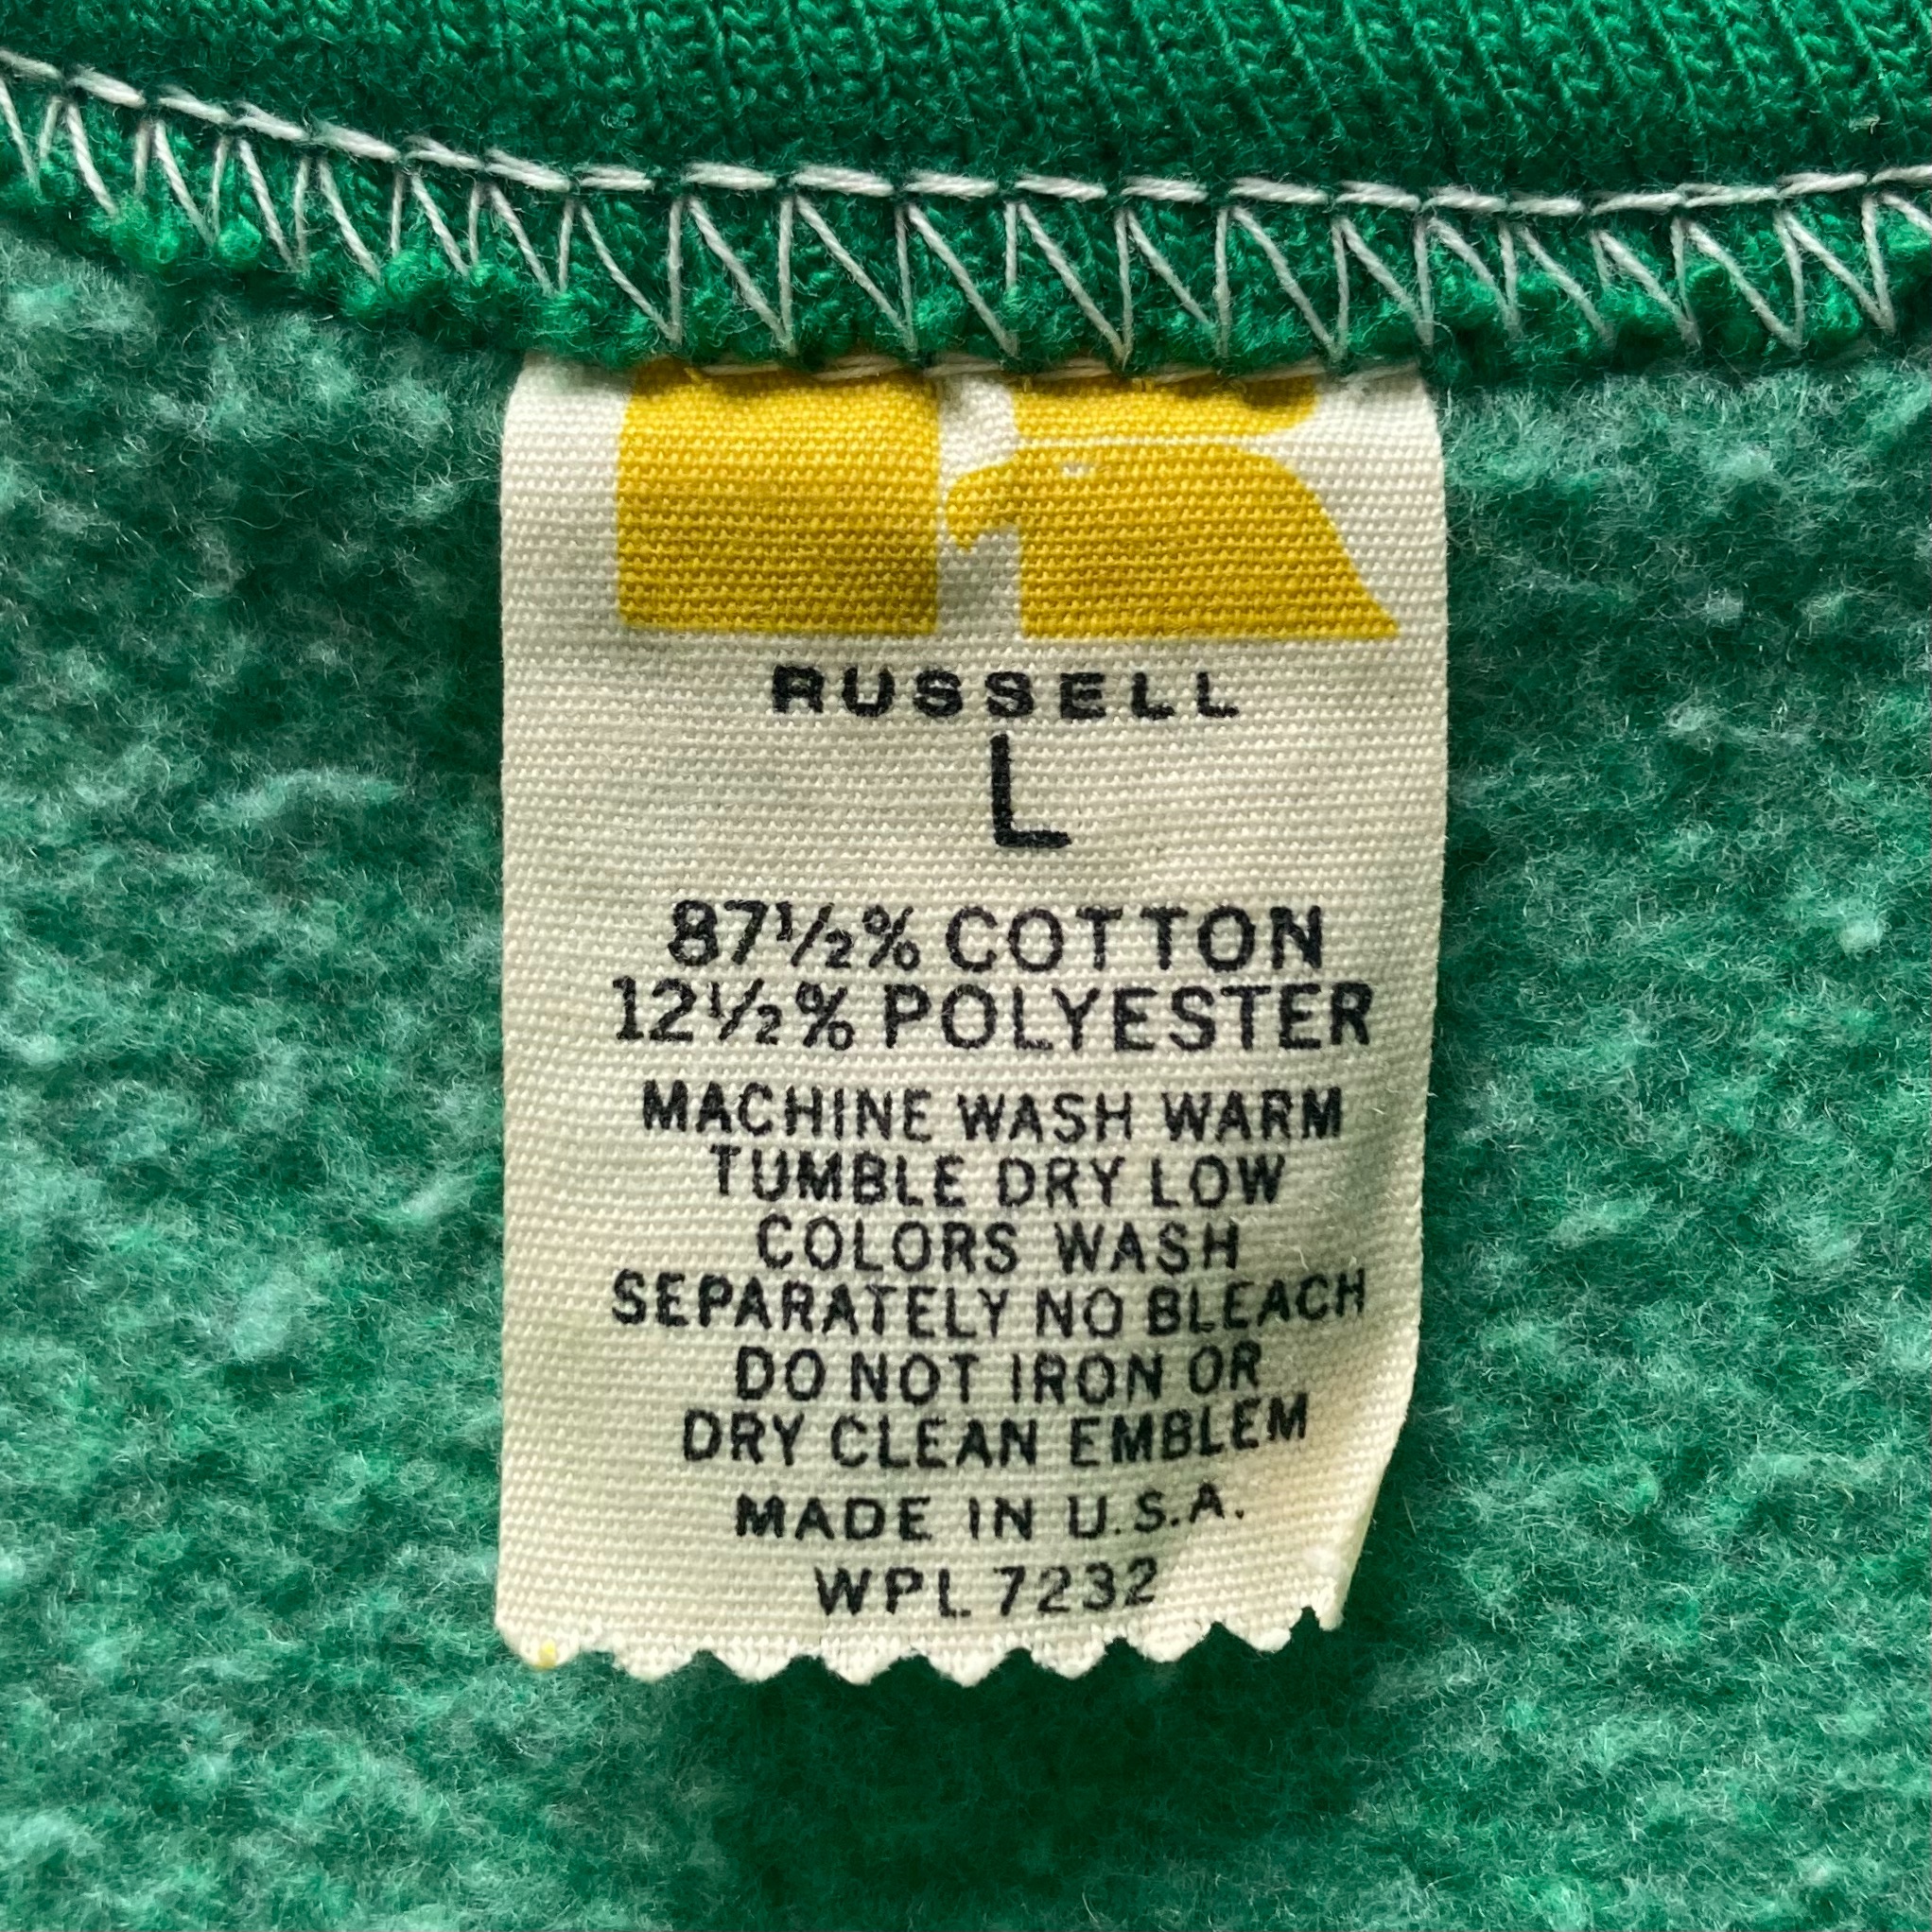 RUSSELL
L
87½% COTTON
12½% POLYESTER
MACHINE WASH WARM
TUMBLE DRY LOW
COLORS WASH
SEPARATELY NO BLEACH
DO NOT IRON OR
DRY CLEAN EMBLEM
MADE IN U.S.A.
WPL 7232